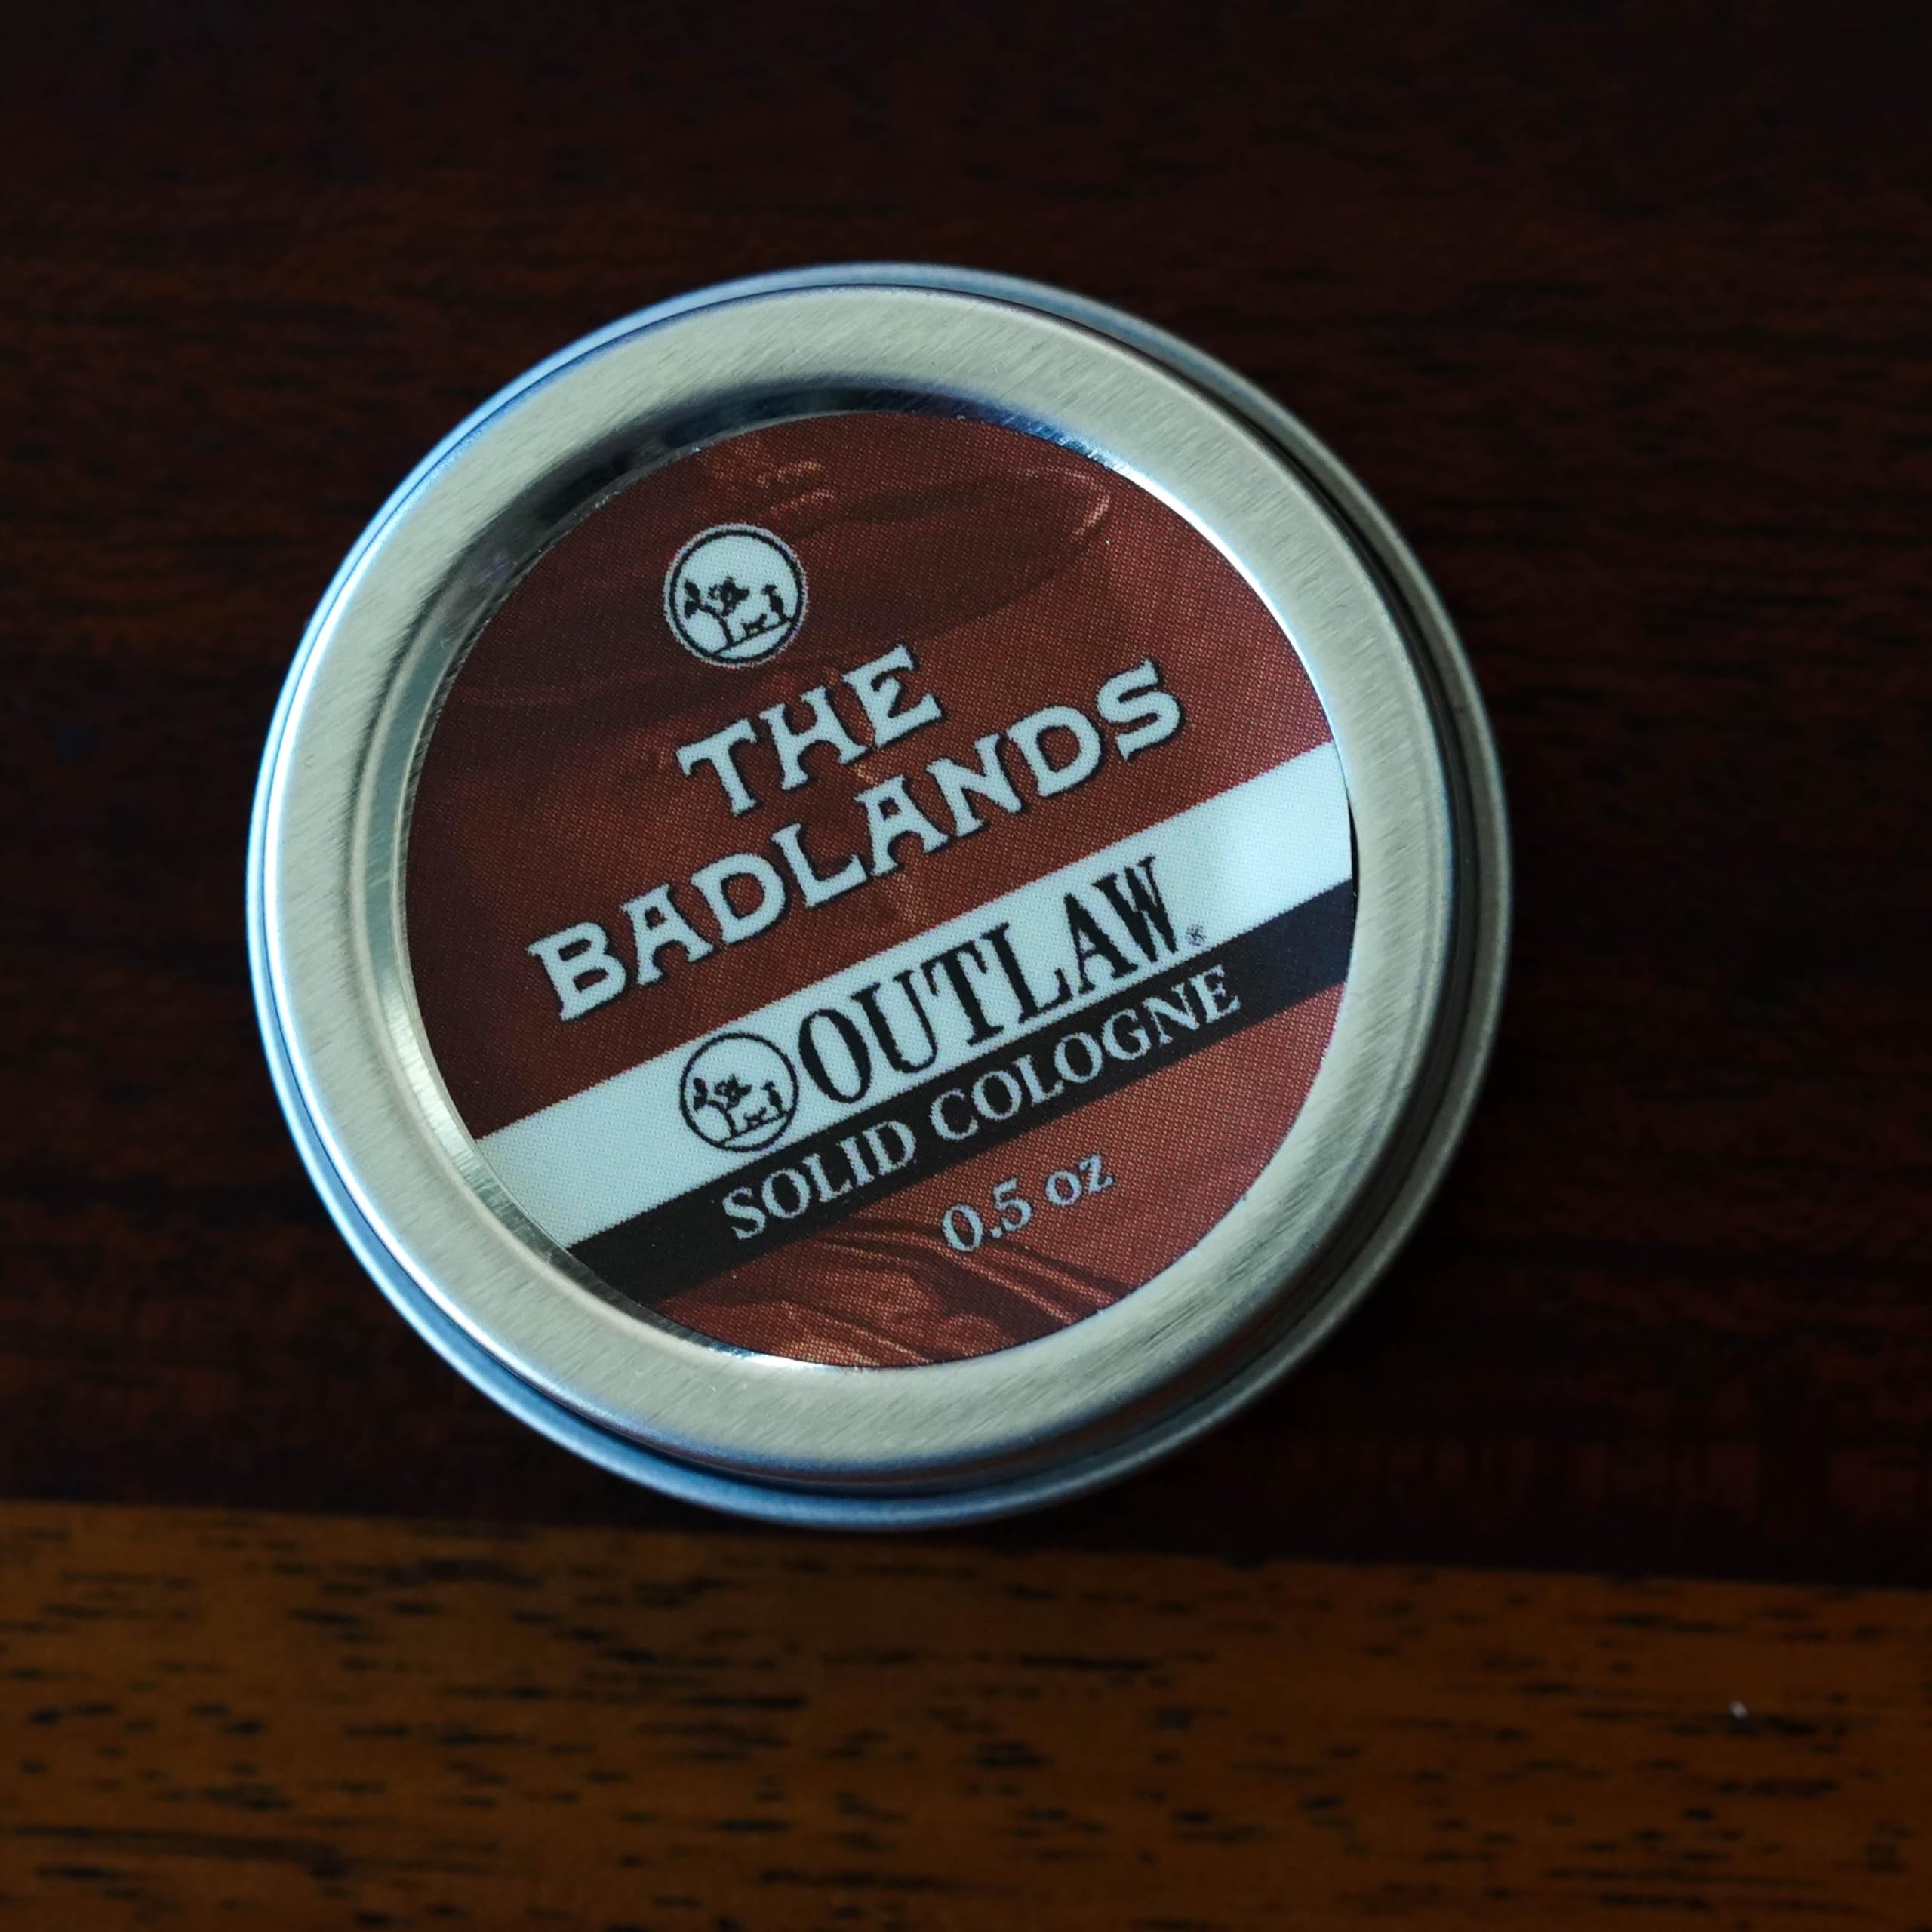 THE
BADLANDS
OUTLAW®
SOLID COLOGNE
0.5 oz